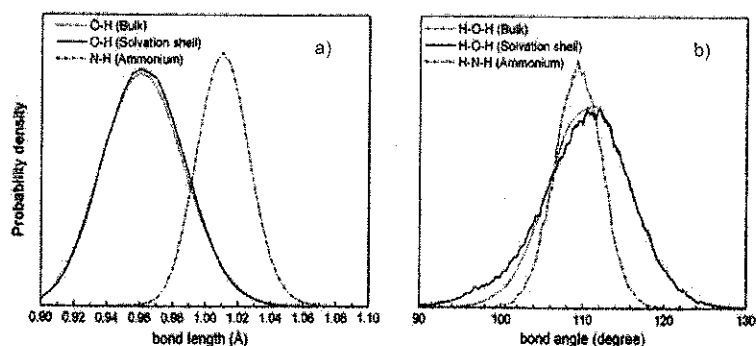 O-H (Bulk)
O-H (Solvation shell)
N-H (Ammonium)
a)
Probability density
0.90 0.92 0.94 0.96 0.98 1.00 1.02 1.04 1.06 1.08 1.10
bond length (Å)
H-O-H (Bulk)
H-O-H (Solvation shell)
H-N-H (Ammonium)
b)
90 100 110 120 130
bond angle (degree)